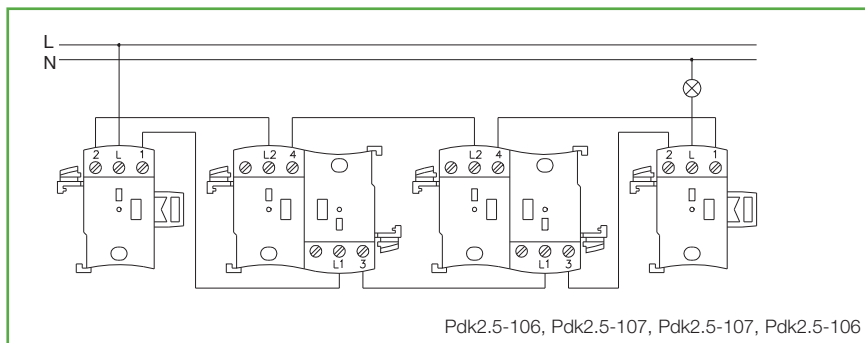 L
N
2 L 1
L2 4
L2 4
2 L 1
L1 3
L1 3
Pdk2.5-106, Pdk2.5-107, Pdk2.5-107, Pdk2.5-106